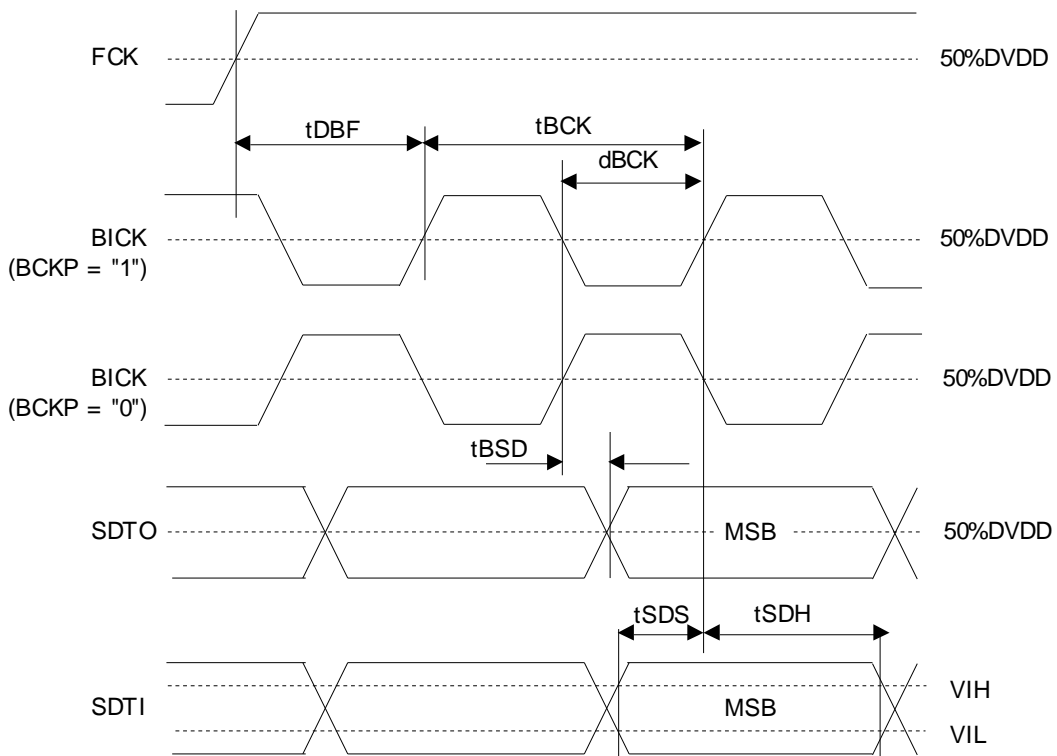 FCK
50%DVDD
tDBF
tBCK
dBCK
BICK
(BCKP = "1")
50%DVDD
BICK
(BCKP = "0")
50%DVDD
tBSD
SDTO
MSB
50%DVDD
tSDS
tSDH
SDTI
MSB
VIH
VIL